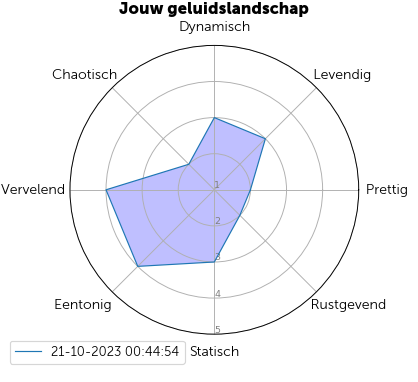 Jouw geluidslandschap
Dynamisch
Chaotisch
Levendig
Vervelend
1
Prettig
2
3
4
Eentonig
Rustgevend
5
21-10-2023 00:44:54
Statisch